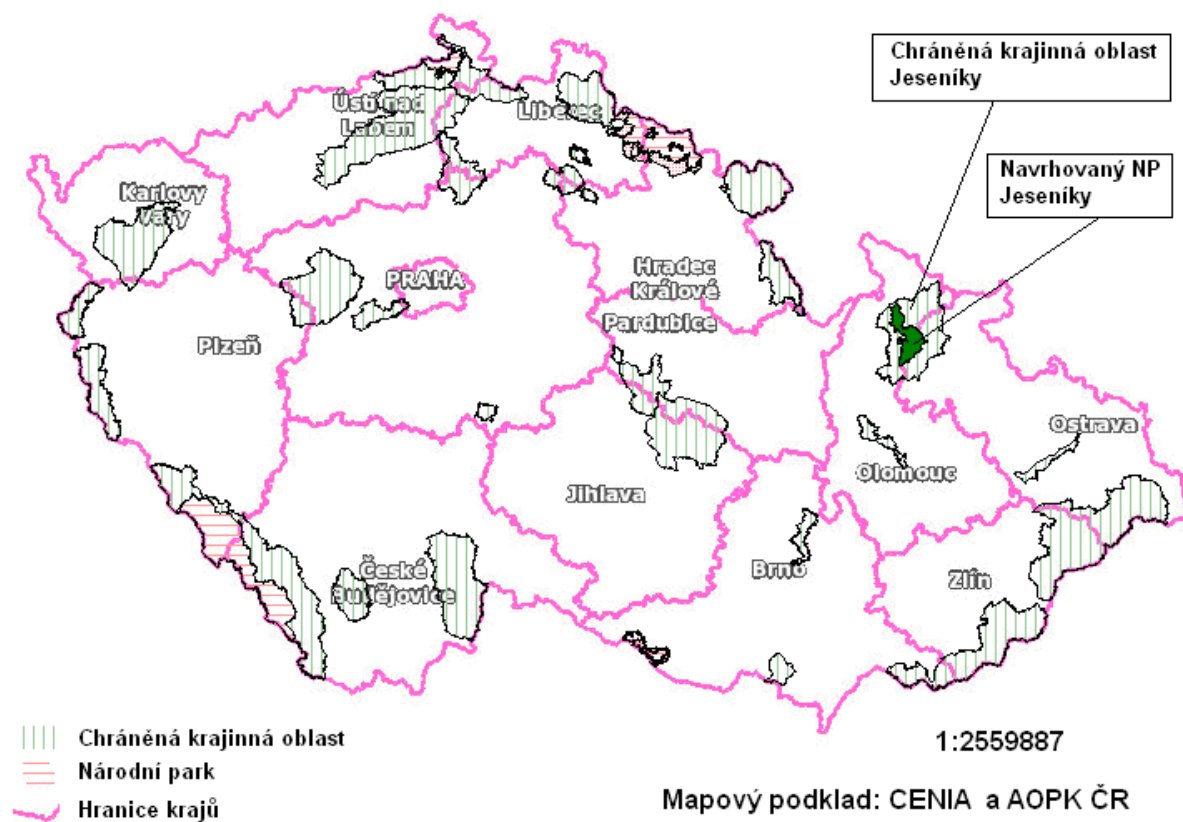 Chráněná krajinná oblast
Jeseníky
Navrhovaný NP
Jeseníky
Ústí nad
Labem
Liberec
Karlovy
Vary
PRAHA
Hradec
Králové
Pardubice
Plzeň
Ostrava
Olomouc
Jihlava
České
Budějovice
Brno
Zlín
Chráněná krajinná oblast
Národní park
Hranice krajů
1:2559887
Mapový podklad: CENIA a AOPK ČR